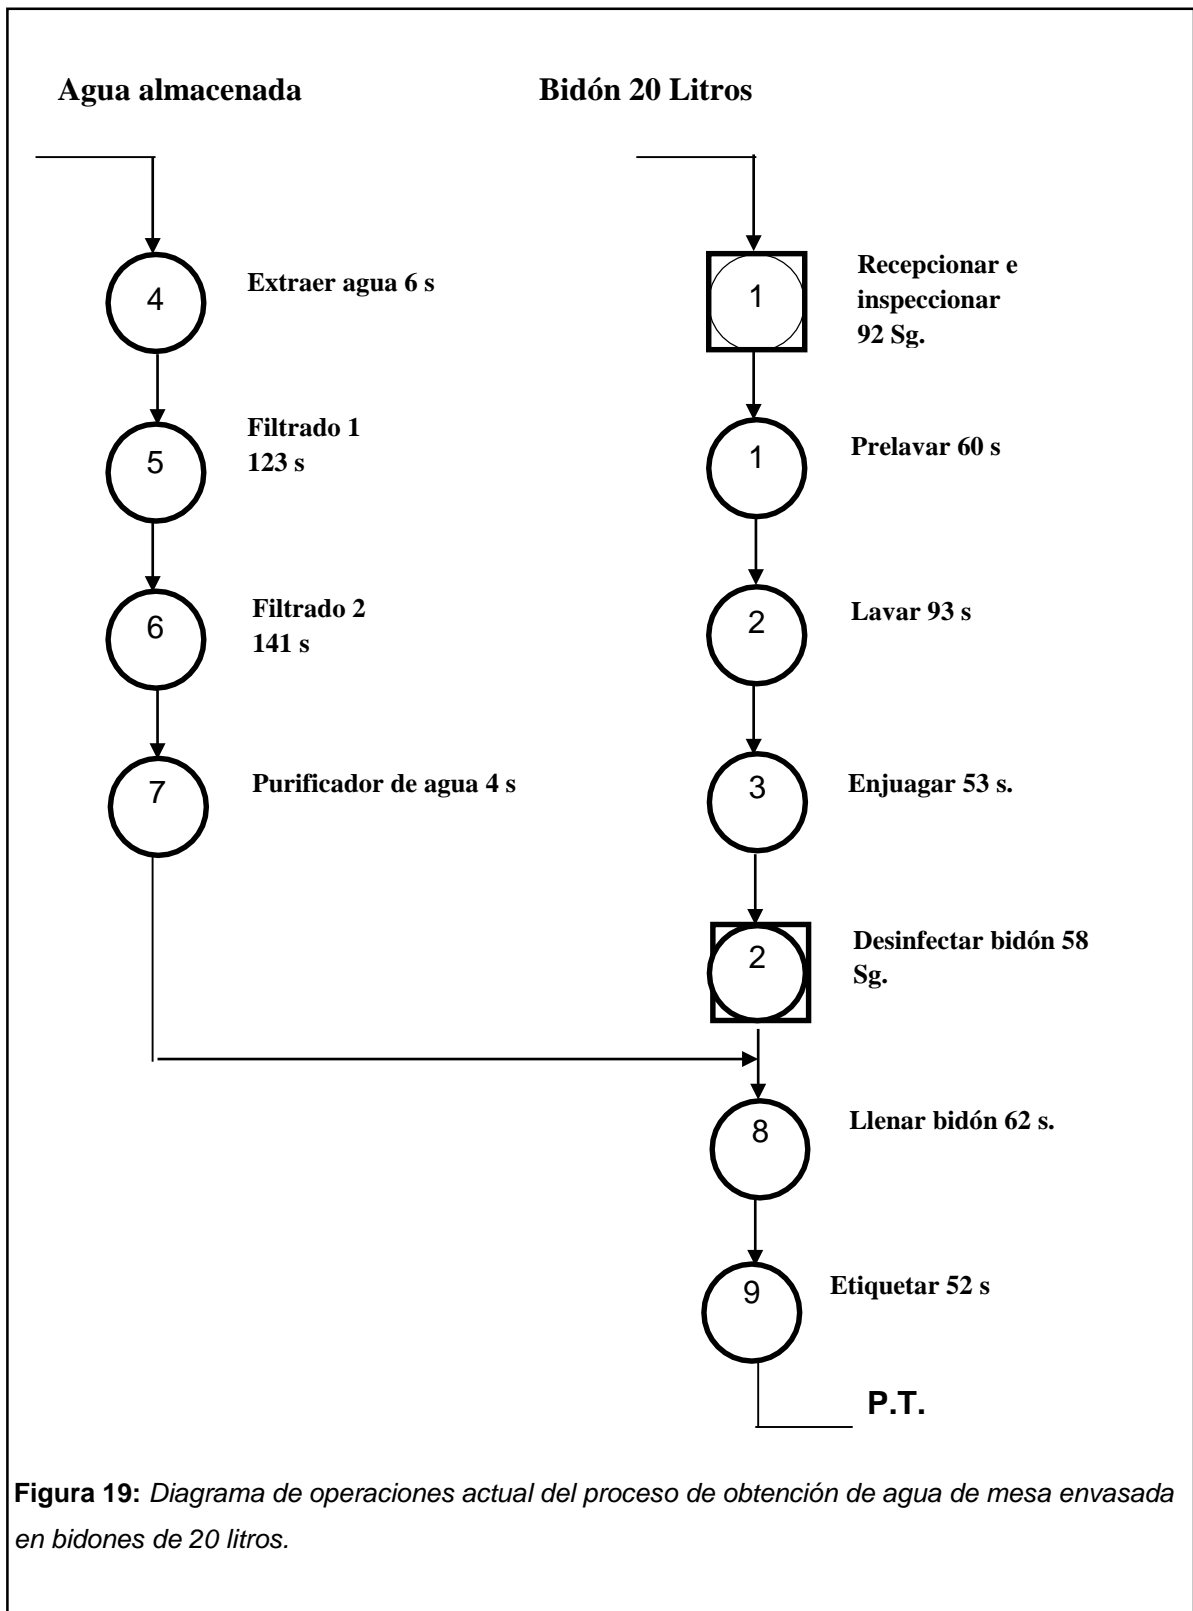 Agua almacenada
Bidón 20 Litros
4
Extraer agua 6 s
5
Filtrado 1
123 s
6
Filtrado 2
141 s
7
Purificador de agua 4 s
1
Recepcionar e
inspeccionar
92 Sg.
1
Prelavar 60 s
2
Lavar 93 s
3
Enjuagar 53 s.
2
Desinfectar bidón 58
Sg.
8
Llenar bidón 62 s.
9
Etiquetar 52 s
P.T.
Figura 19: Diagrama de operaciones actual del proceso de obtención de agua de mesa envasada
en bidones de 20 litros.